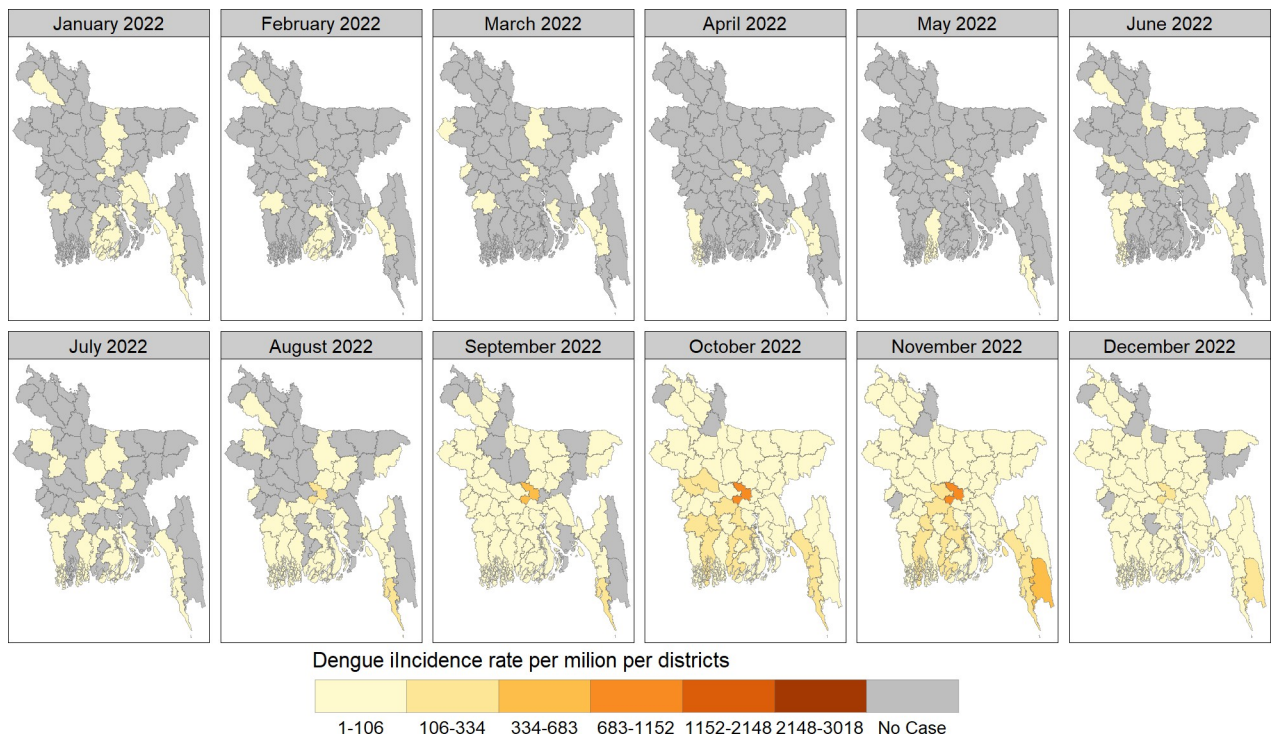 January 2022
February 2022
March 2022
April 2022
May 2022
June 2022
July 2022
August 2022
September 2022
October 2022
November 2022
December 2022
Dengue iIncidence rate per milion per districts
1-106
106-334
334-683
683-1152
1152-2148
2148-3018
No Case